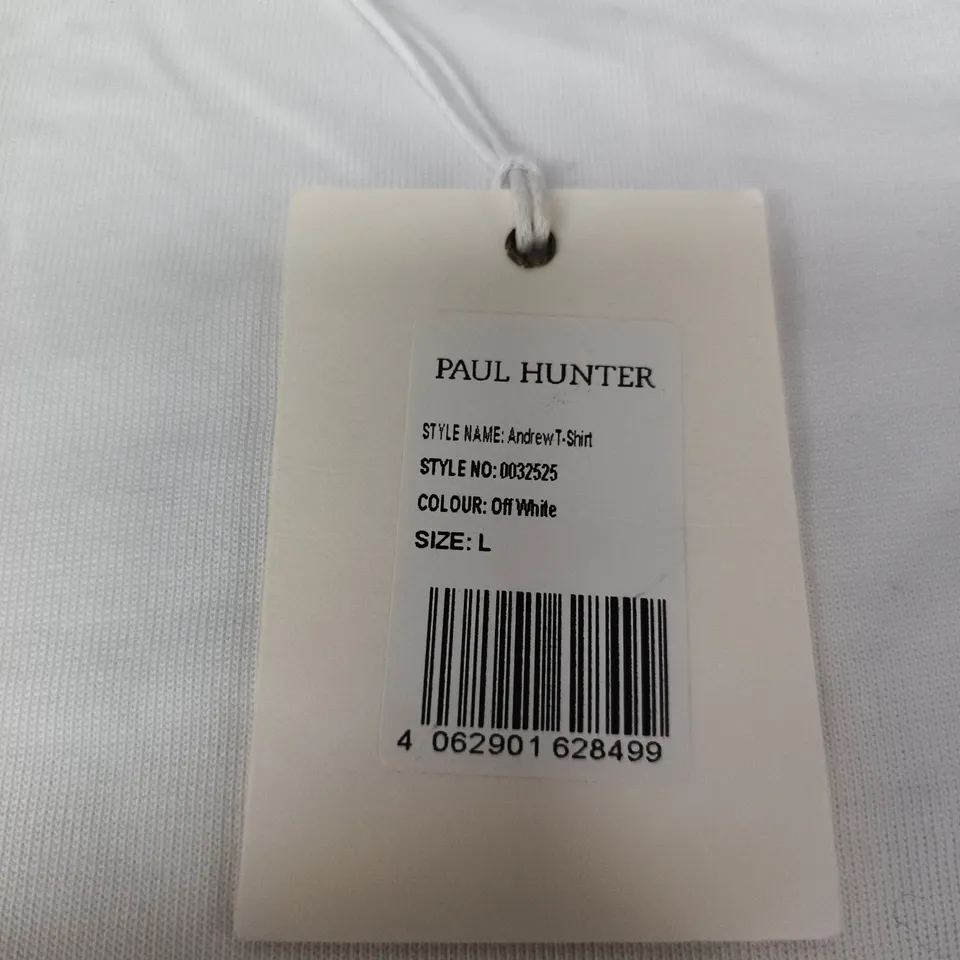 PAUL HUNTER
STYLE NAME: Andrew T-Shirt
STYLE NO: 0032525
COLOUR: Off White
SIZE: L
4 062901 628499